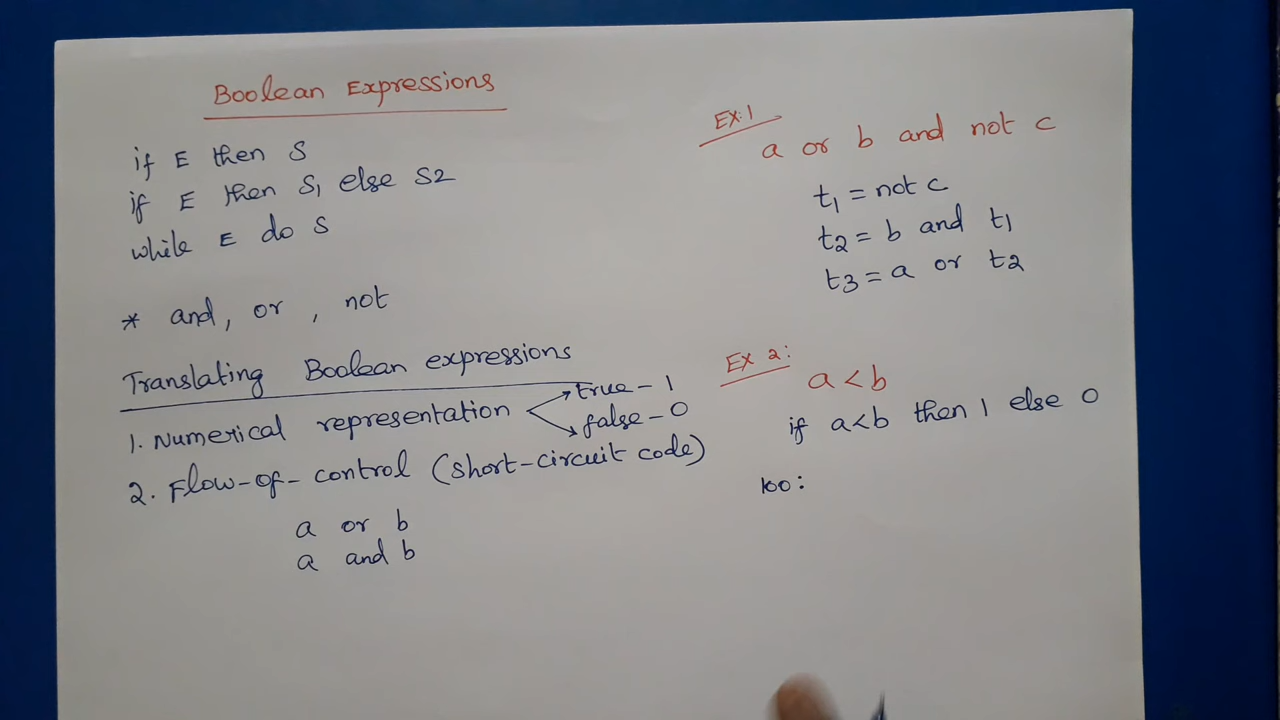 Boolean Expressions
if E then S
if E then S1 else S2
while E do S
* and, or, not
Translating Boolean expressions
1. Numerical representation true - 1
false - 0
2. Flow-of-control (short-circuit code)
a or b
a and b
EX:1
a or b and not c
t1 = not c
t2 = b and t1
t3 = a or t2
EX 2:
a < b
if a<b then 1 else 0
100: